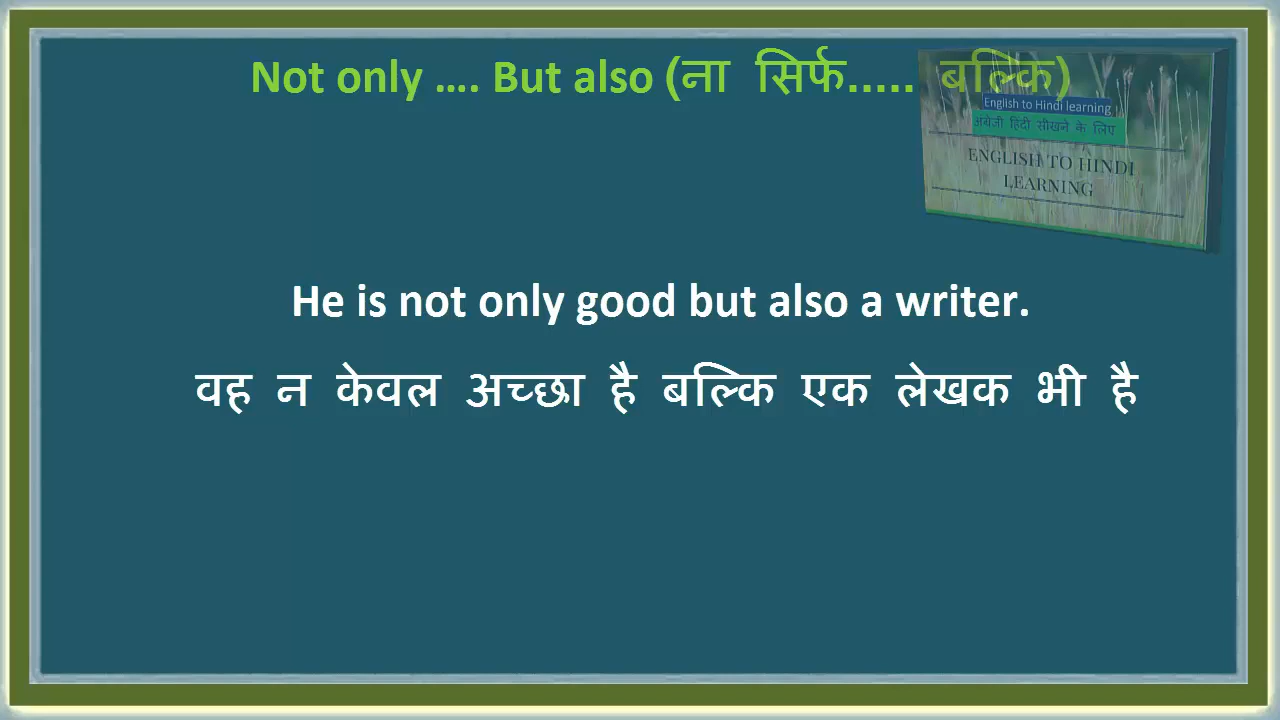 Not only …. But also (ना सिर्फ..... बल्कि)
English to Hindi learning
अंग्रेजी हिंदी सीखने के लिए
ENGLISH TO HINDI
LEARNING
He is not only good but also a writer.
वह न केवल अच्छा है बल्कि एक लेखक भी है